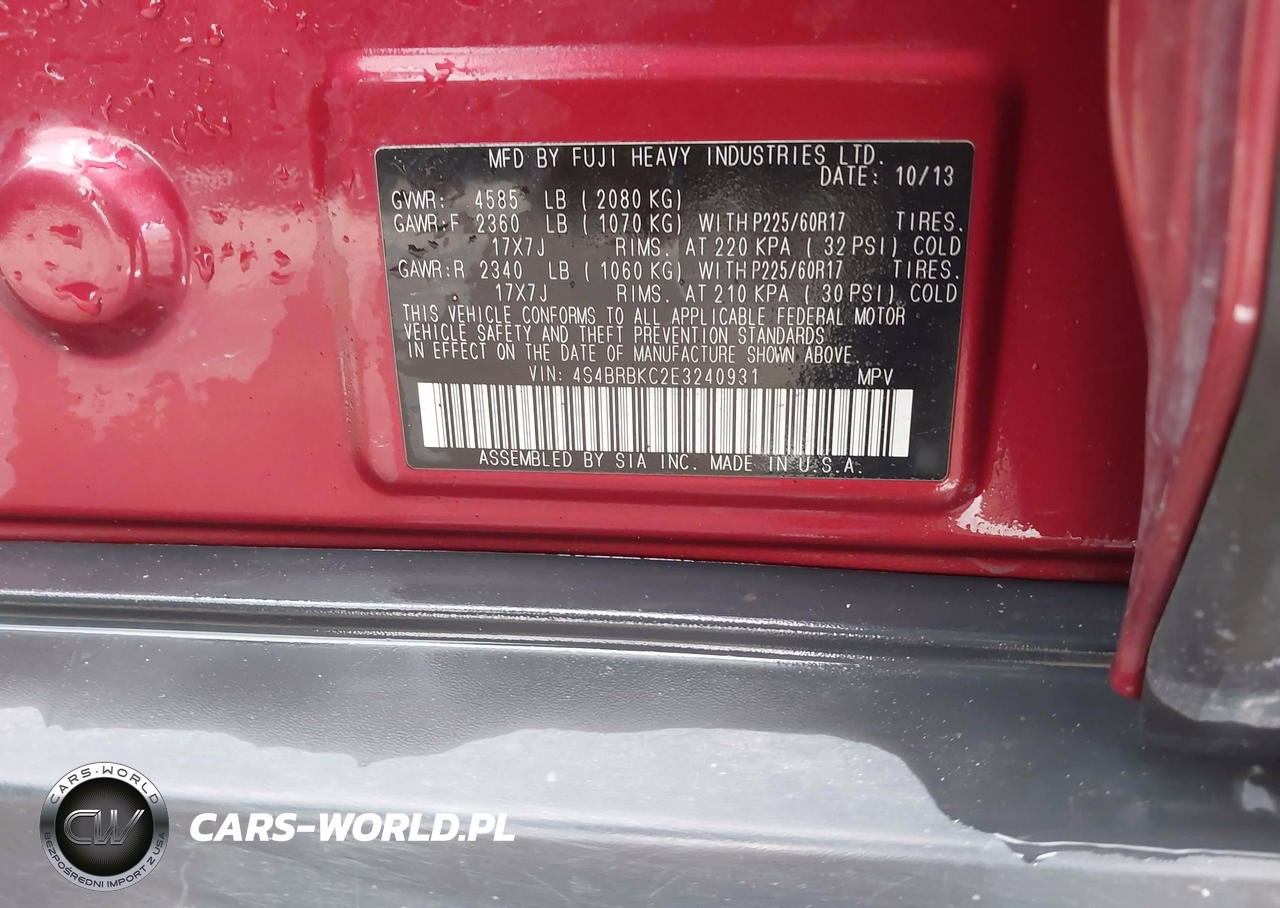 MFD BY FUJI HEAVY INDUSTRIES LTD.
DATE: 10/13
GVWR: 4585 LB ( 2080 KG)
GAWR:F 2360 LB ( 1070 KG) WITH P225/60R17 TIRES.
17X7J RIMS. AT 220 KPA ( 32 PSI) COLD
GAWR:R 2340 LB ( 1060 KG) WITH P225/60R17 TIRES.
17X7J RIMS. AT 210 KPA ( 30 PSI) COLD
THIS VEHICLE CONFORMS TO ALL APPLICABLE FEDERAL MOTOR
VEHICLE SAFETY AND THEFT PREVENTION STANDARDS
IN EFFECT ON THE DATE OF MANUFACTURE SHOWN ABOVE.
VIN: 4S4BRBKC2E3240931 MPV
ASSEMBLED BY SIA INC. MADE IN U.S.A.
CARS-WORLD
CW
BEZPOŚREDNI IMPORT Z USA
CARS-WORLD.PL